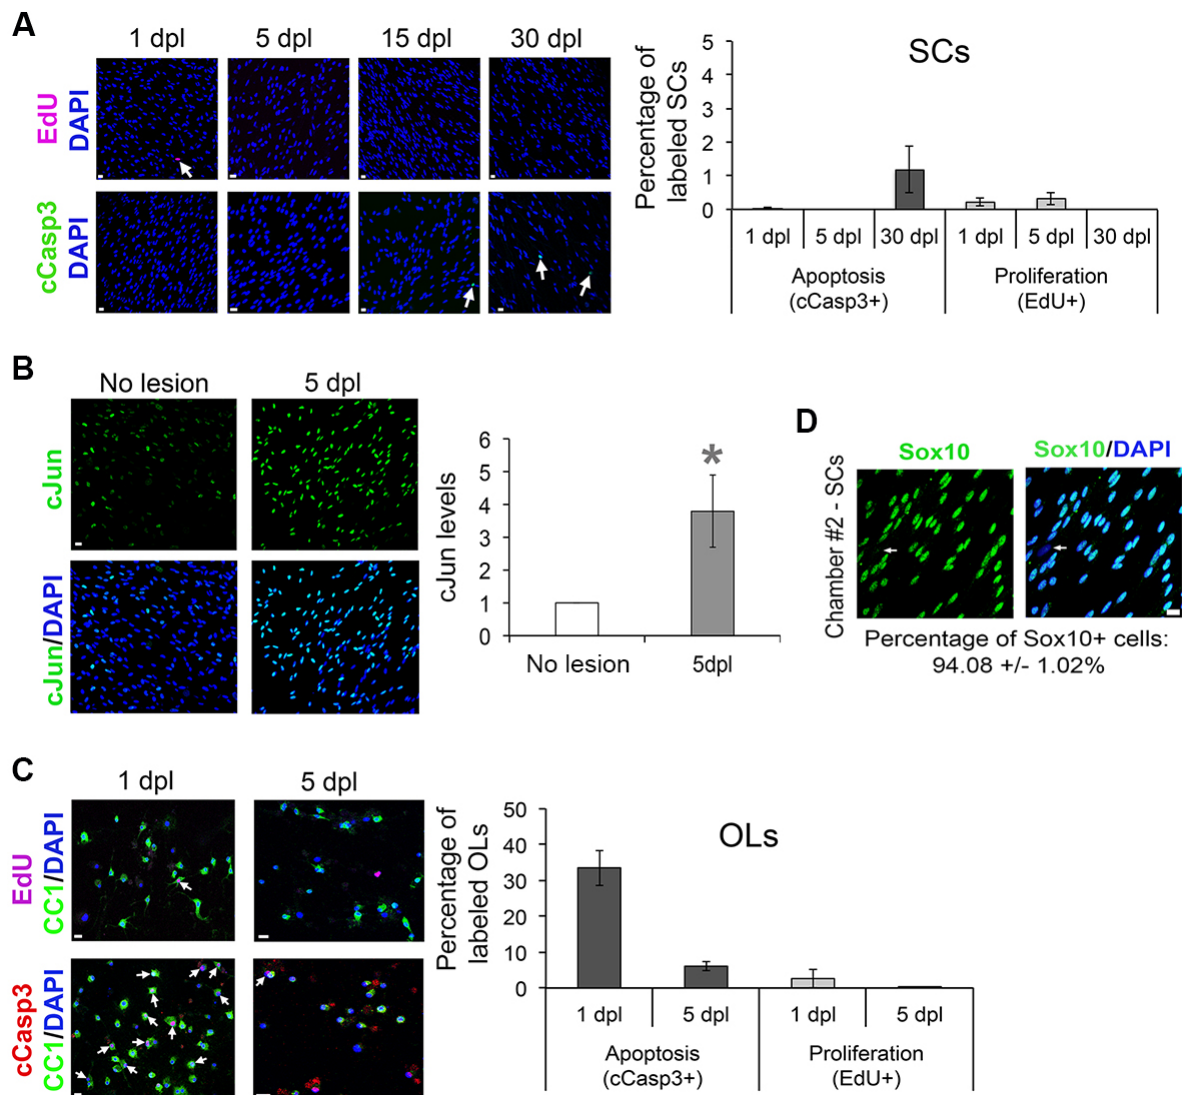 A
1 dpl 5 dpl 15 dpl 30 dpl
EdU
DAPI
cCasp3
DAPI
SCs
Percentage of
labeled SCs
5
4
3
2
1
0
1 dpl 5 dpl 30 dpl 1 dpl 5 dpl 30 dpl
Apoptosis Proliferation
(cCasp3+) (EdU+)
B
No lesion 5 dpl
cJun
cJun/DAPI
cJun levels
6
5
4
3
2
1
0
*
No lesion 5dpl
D
Chamber #2 - SCs
Sox10 Sox10/DAPI
Percentage of Sox10+ cells:
94.08 +/- 1.02%
C
1 dpl 5 dpl
EdU
CC1/DAPI
cCasp3
CC1/DAPI
OLs
Percentage of
labeled OLs
50
40
30
20
10
0
1 dpl 5 dpl 1 dpl 5 dpl
Apoptosis Proliferation
(cCasp3+) (EdU+)